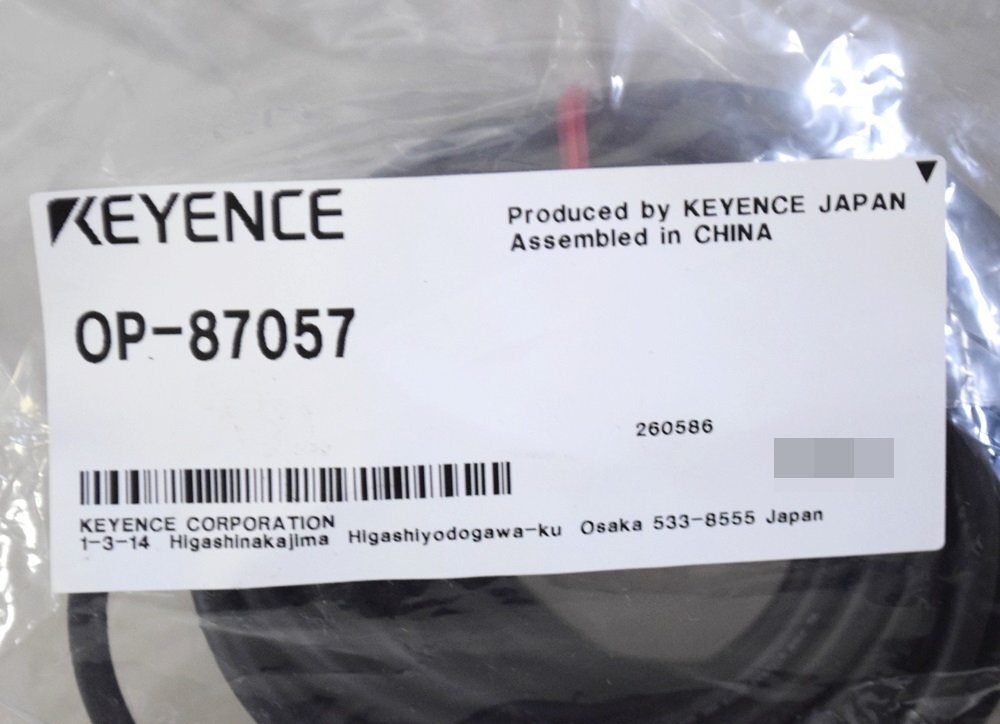 KEYENCE
Produced by KEYENCE JAPAN
Assembled in CHINA
OP-87057
260586
KEYENCE CORPORATION
1-3-14 Higashinakajima Higashiyodogawa-ku Osaka 533-8555 Japan